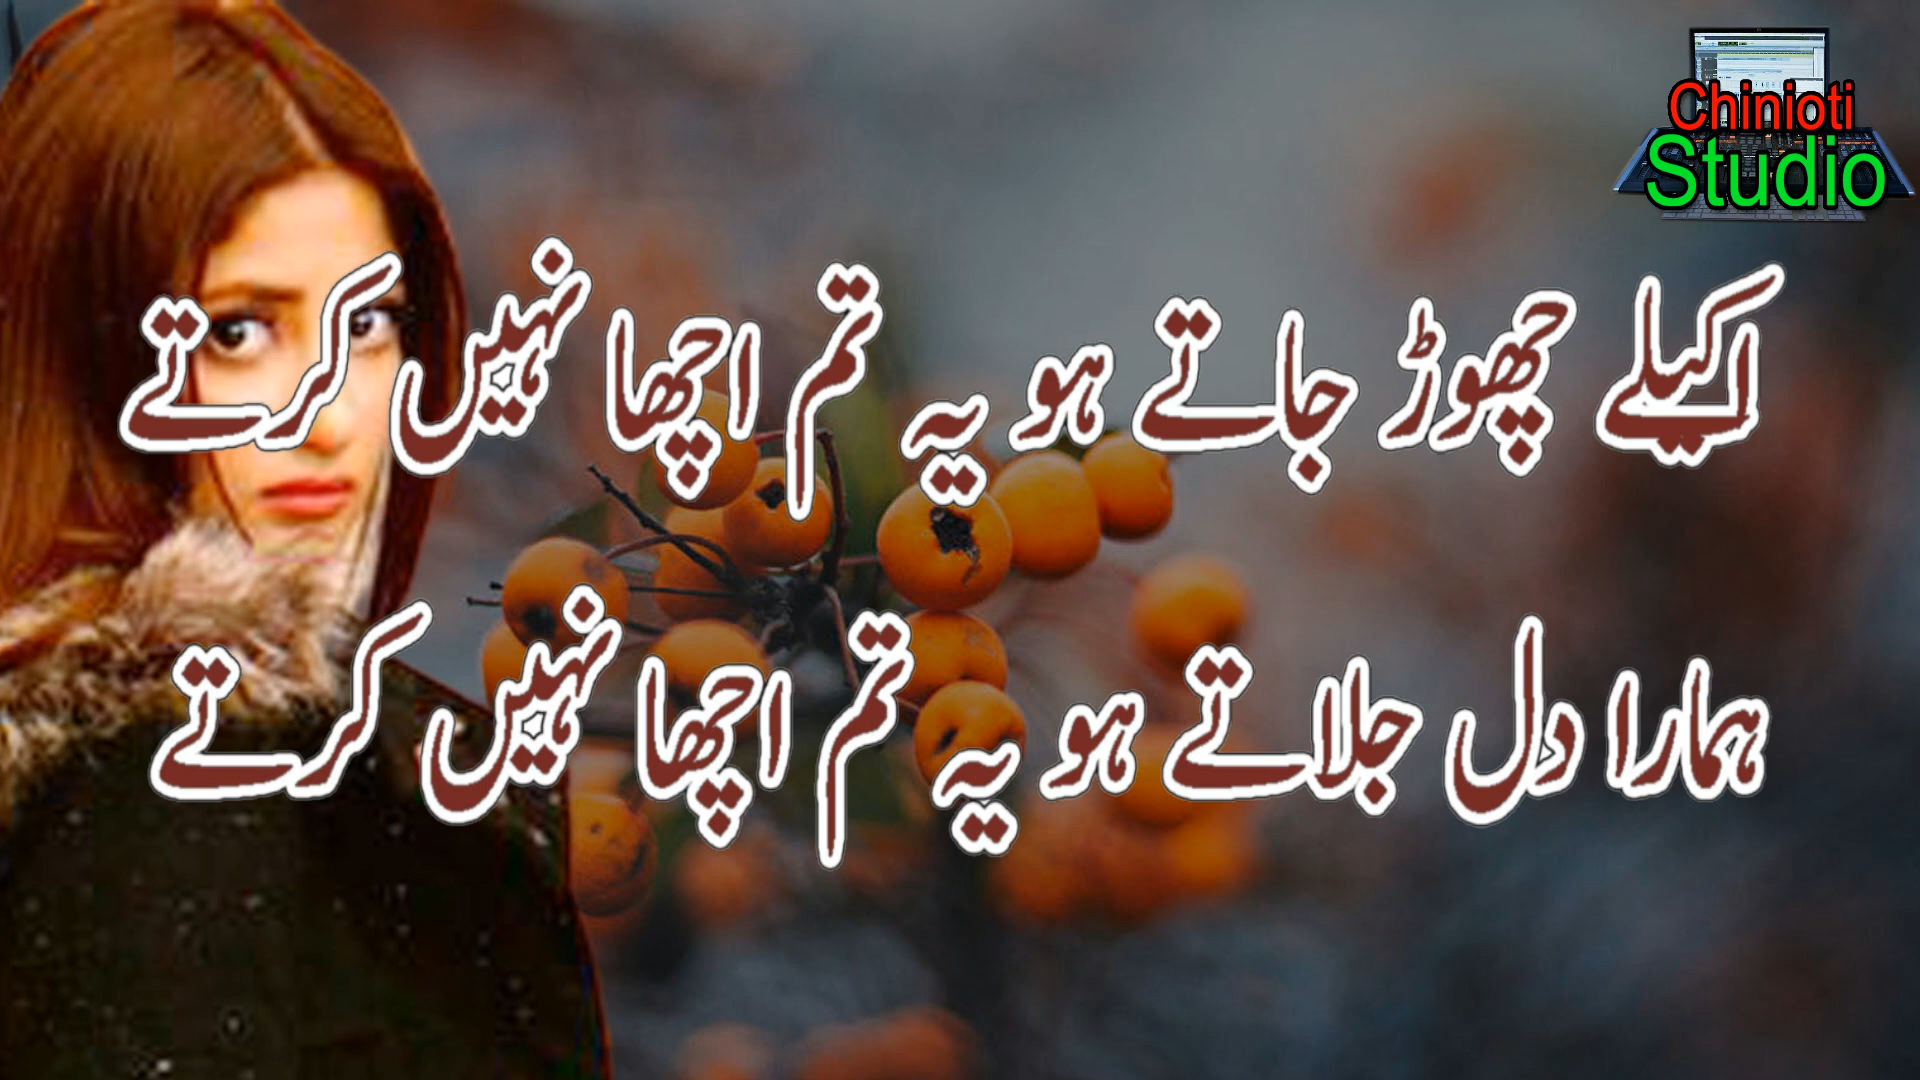 Chinioti
Studio
اکیلے چھوڑ جاتے ہو یہ تم اچھا نہیں کرتے
ہمارا دل جلاتے ہو یہ تم اچھا نہیں کرتے